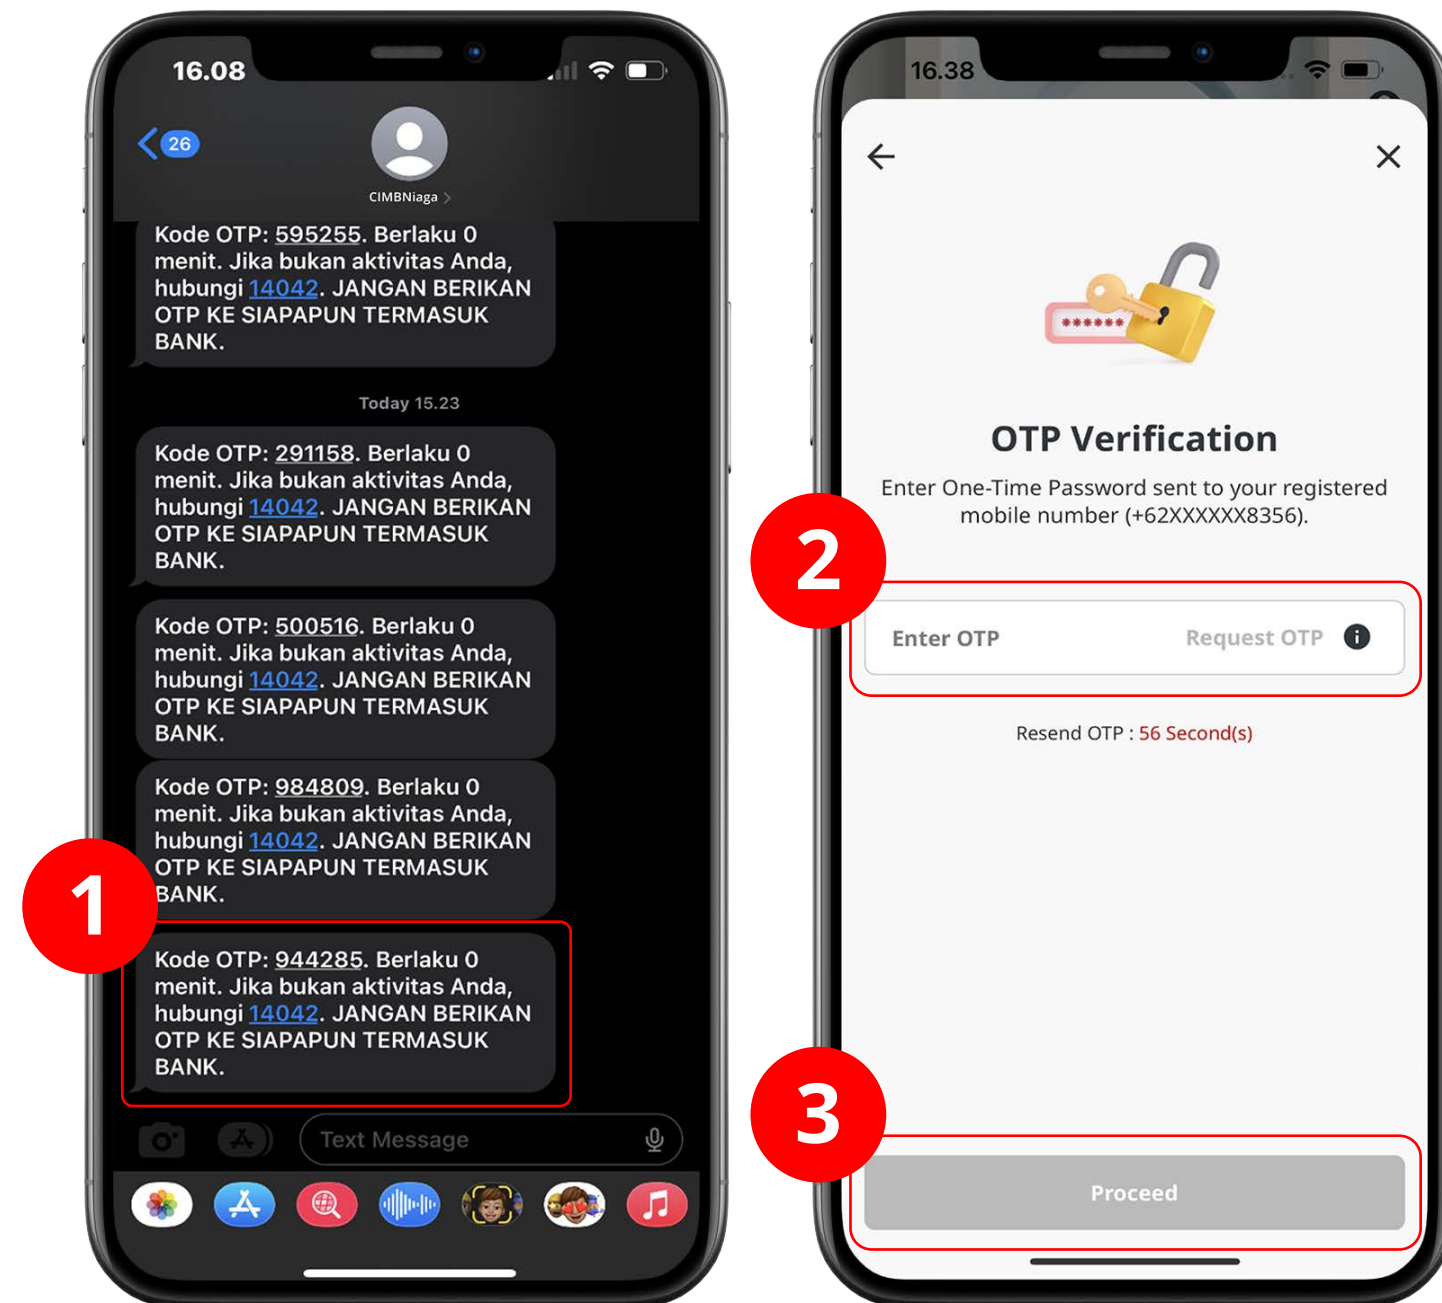 16.08
26
CIMBNiaga
Kode OTP: 595255. Berlaku 0
menit. Jika bukan aktivitas Anda,
hubungi 14042. JANGAN BERIKAN
OTP KE SIAPAPUN TERMASUK
BANK.
Today 15.23
Kode OTP: 291158. Berlaku 0
menit. Jika bukan aktivitas Anda,
hubungi 14042. JANGAN BERIKAN
OTP KE SIAPAPUN TERMASUK
BANK.
Kode OTP: 500516. Berlaku 0
menit. Jika bukan aktivitas Anda,
hubungi 14042. JANGAN BERIKAN
OTP KE SIAPAPUN TERMASUK
BANK.
Kode OTP: 984809. Berlaku 0
menit. Jika bukan aktivitas Anda,
hubungi 14042. JANGAN BERIKAN
OTP KE SIAPAPUN TERMASUK
BANK.
1
Kode OTP: 944285. Berlaku 0
menit. Jika bukan aktivitas Anda,
hubungi 14042. JANGAN BERIKAN
OTP KE SIAPAPUN TERMASUK
BANK.
Text Message
16.38
OTP Verification
Enter One-Time Password sent to your registered
mobile number (+62XXXXXX8356).
2
Enter OTP Request OTP
Resend OTP : 56 Second(s)
3
Proceed